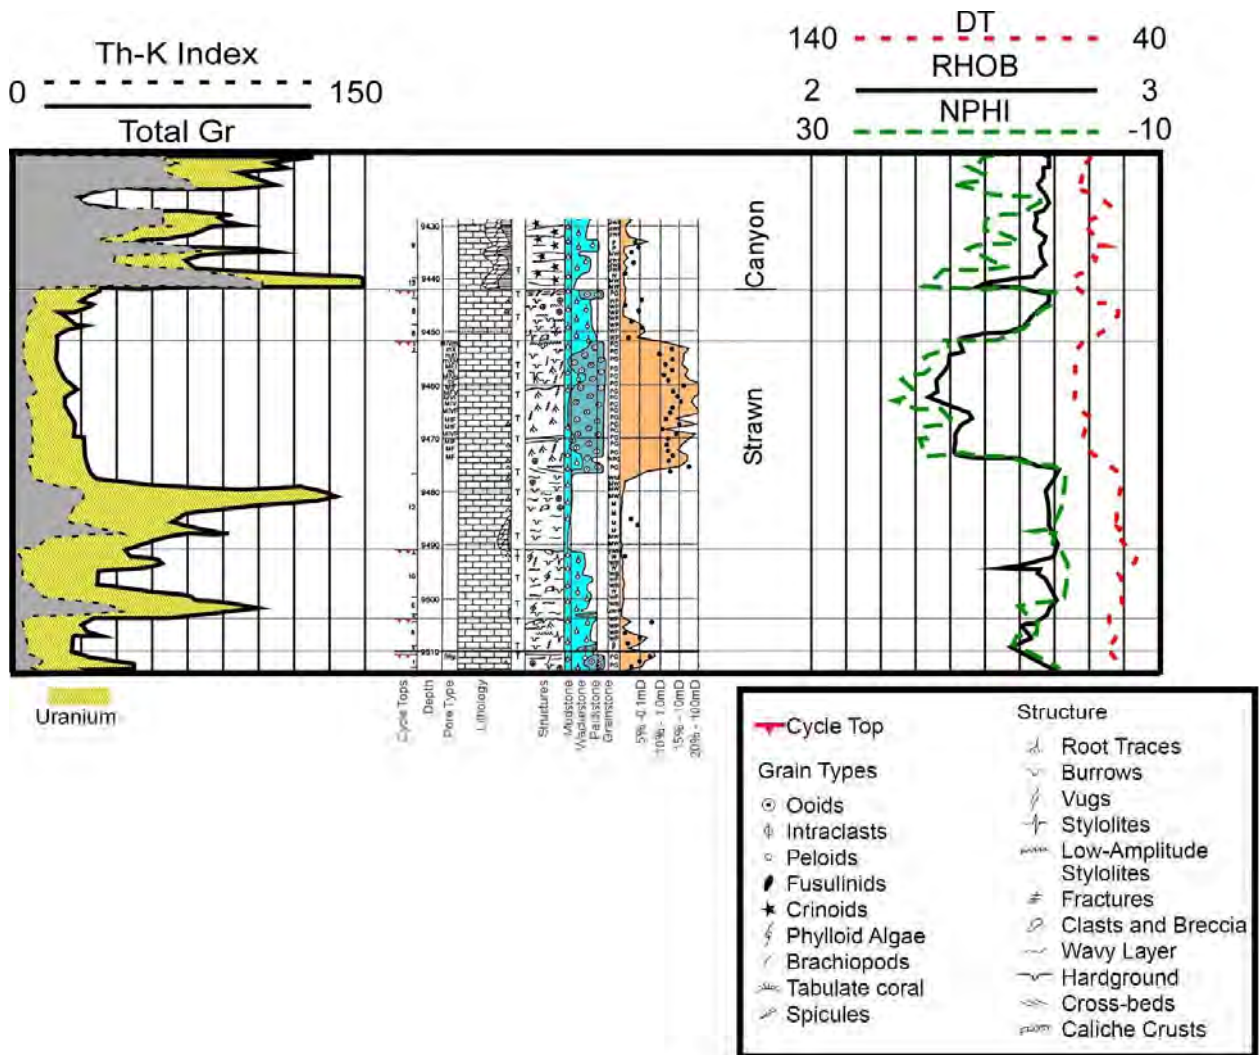 Th-K Index
0 150
Total Gr
DT
140 40
RHOB
2 3
NPHI
30 -10
Canyon
Strawn
9430
9440
9450
9460
9470
9480
9490
9500
9510
T
Uranium
Cycle Tops
Depth
Pore Type
Lithology
Structures
Mudstone
Wackestone
Packstone
Grainstone
5% -0.1mD
10% - 1.0mD
15% - 10mD
20% - 100mD
Cycle Top
Grain Types
Ooids
Intraclasts
Peloids
Fusulinids
Crinoids
Phylloid Algae
Brachiopods
Tabulate coral
Spicules
Structure
Root Traces
Burrows
Vugs
Stylolites
Low-Amplitude
Stylolites
Fractures
Clasts and Breccia
Wavy Layer
Hardground
Cross-beds
Caliche Crusts